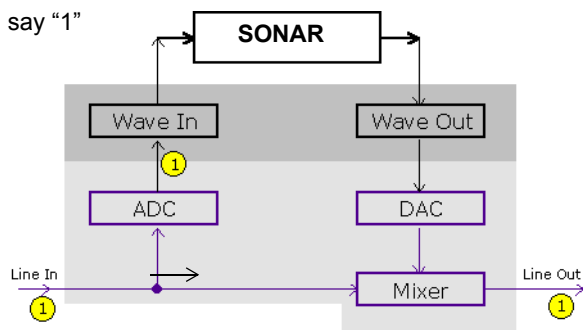 say “1”
SONAR
Wave In
Wave Out
1
ADC
DAC
Line In
Line Out
Mixer
1
1